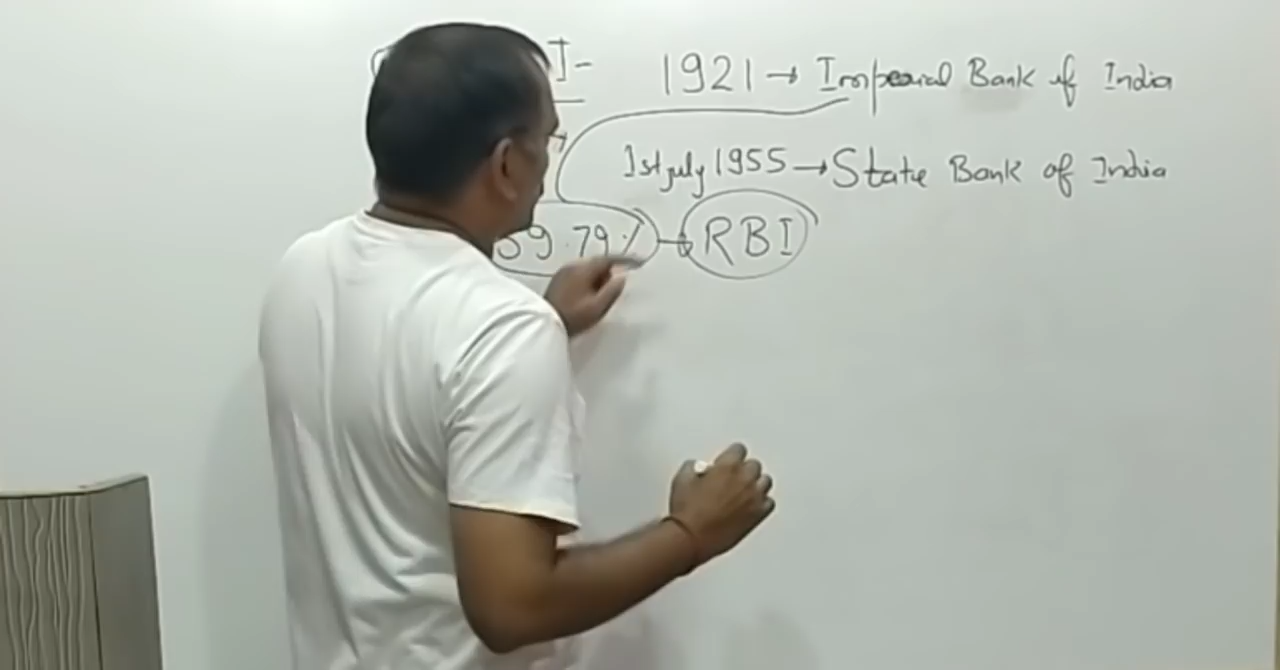 I- 1921 → Imperial Bank of India
1st july 1955 → State Bank of India
59.79% → RBI